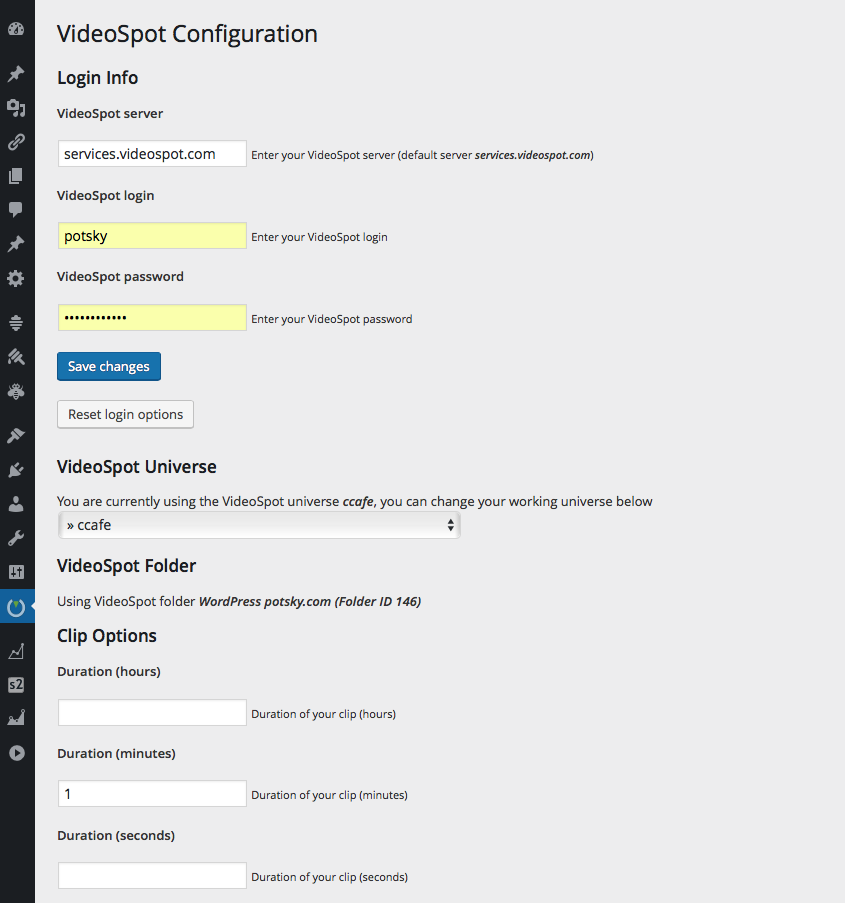 VideoSpot Configuration
Login Info
VideoSpot server
services.videospot.com Enter your VideoSpot server (default server services.videospot.com)
VideoSpot login
potsky Enter your VideoSpot login
VideoSpot password
•••••••••••• Enter your VideoSpot password
Save changes
Reset login options
VideoSpot Universe
You are currently using the VideoSpot universe ccafe, you can change your working universe below
» ccafe
VideoSpot Folder
Using VideoSpot folder WordPress potsky.com (Folder ID 146)
Clip Options
Duration (hours)
Duration of your clip (hours)
Duration (minutes)
1 Duration of your clip (minutes)
s2
Duration (seconds)
Duration of your clip (seconds)